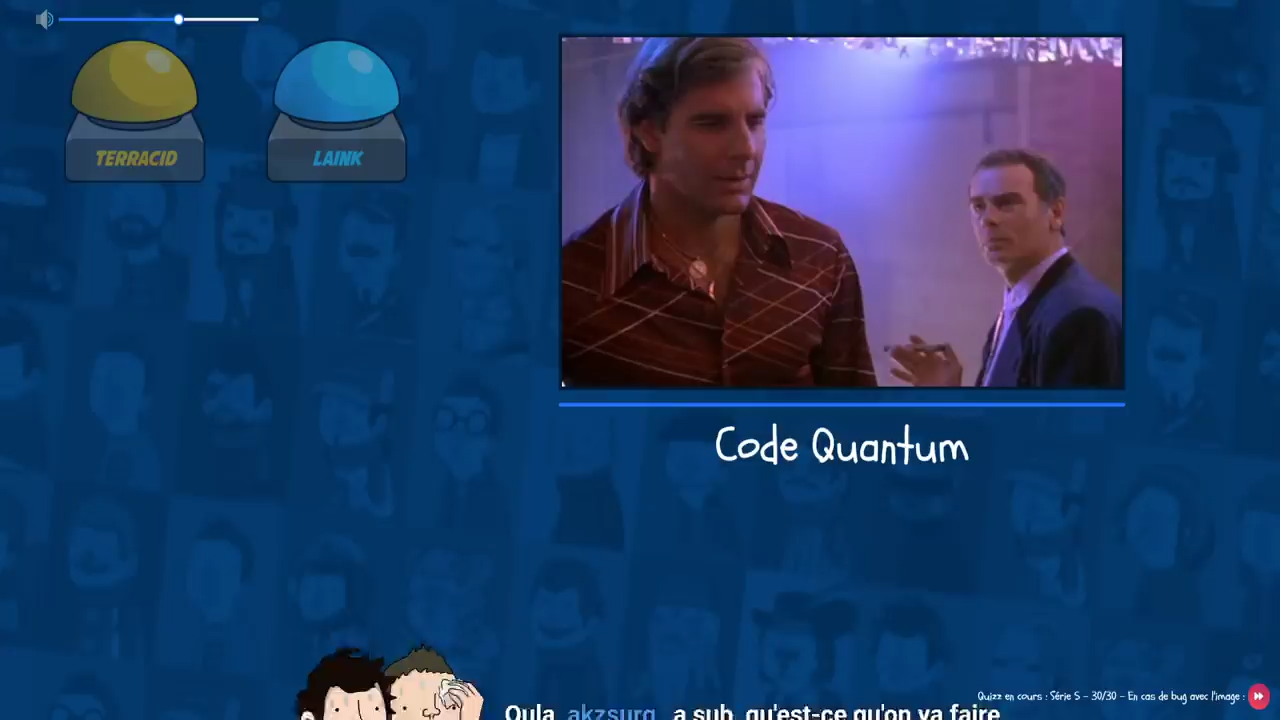 TERRACID
LAINK
Code Quantum
Quizz en cours : Série S - 30/30 - En cas de bug avec l'image :
Oula, akzsurg_ a sub, qu'est-ce qu'on va faire